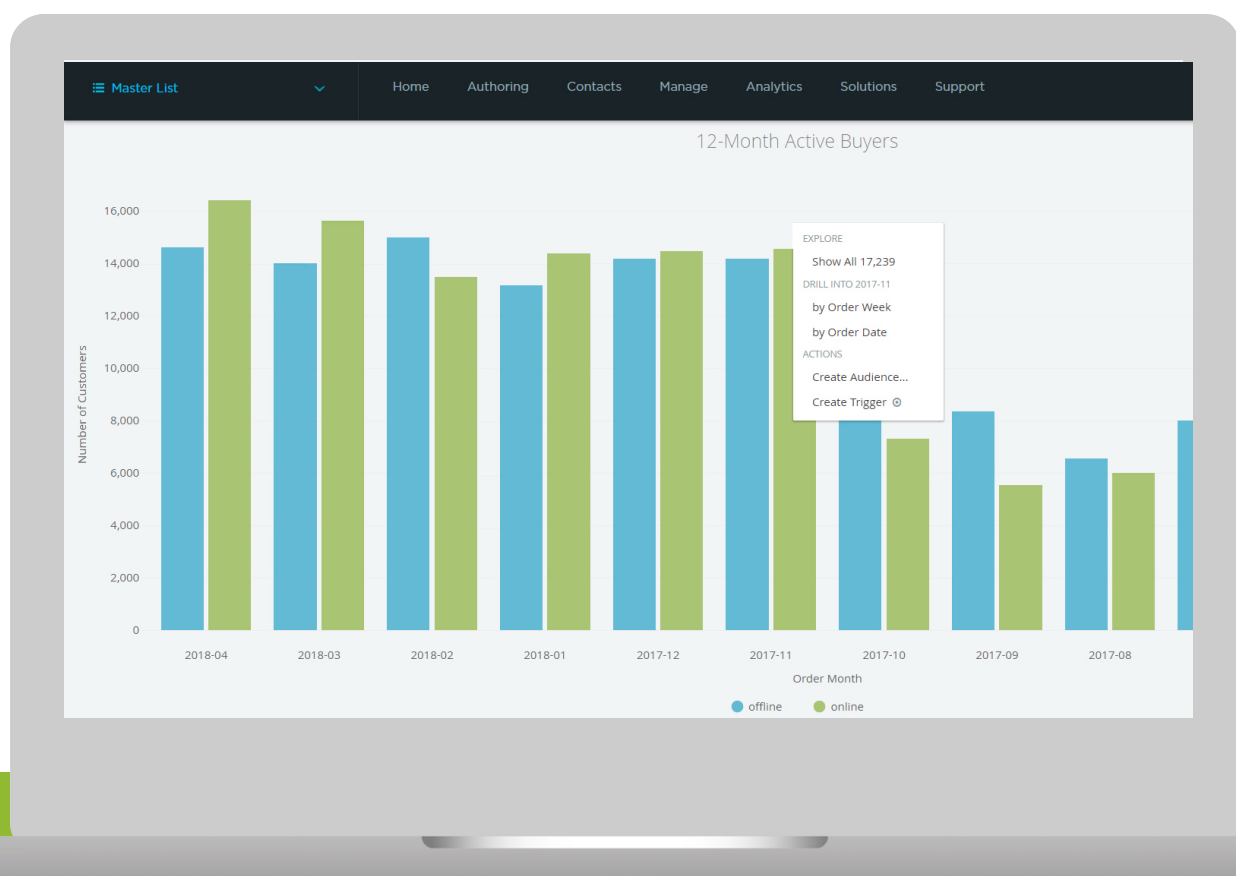 Master List
Home Authoring Contacts Manage Analytics Solutions Support
12-Month Active Buyers
16,000
14,000
12,000
10,000
8,000
6,000
4,000
2,000
0
Number of Customers
EXPLORE
Show All 17,239
DRILL INTO 2017-11
by Order Week
by Order Date
ACTIONS
Create Audience...
Create Trigger
2018-04 2018-03 2018-02 2018-01 2017-12 2017-11 2017-10 2017-09 2017-08
Order Month
offline online